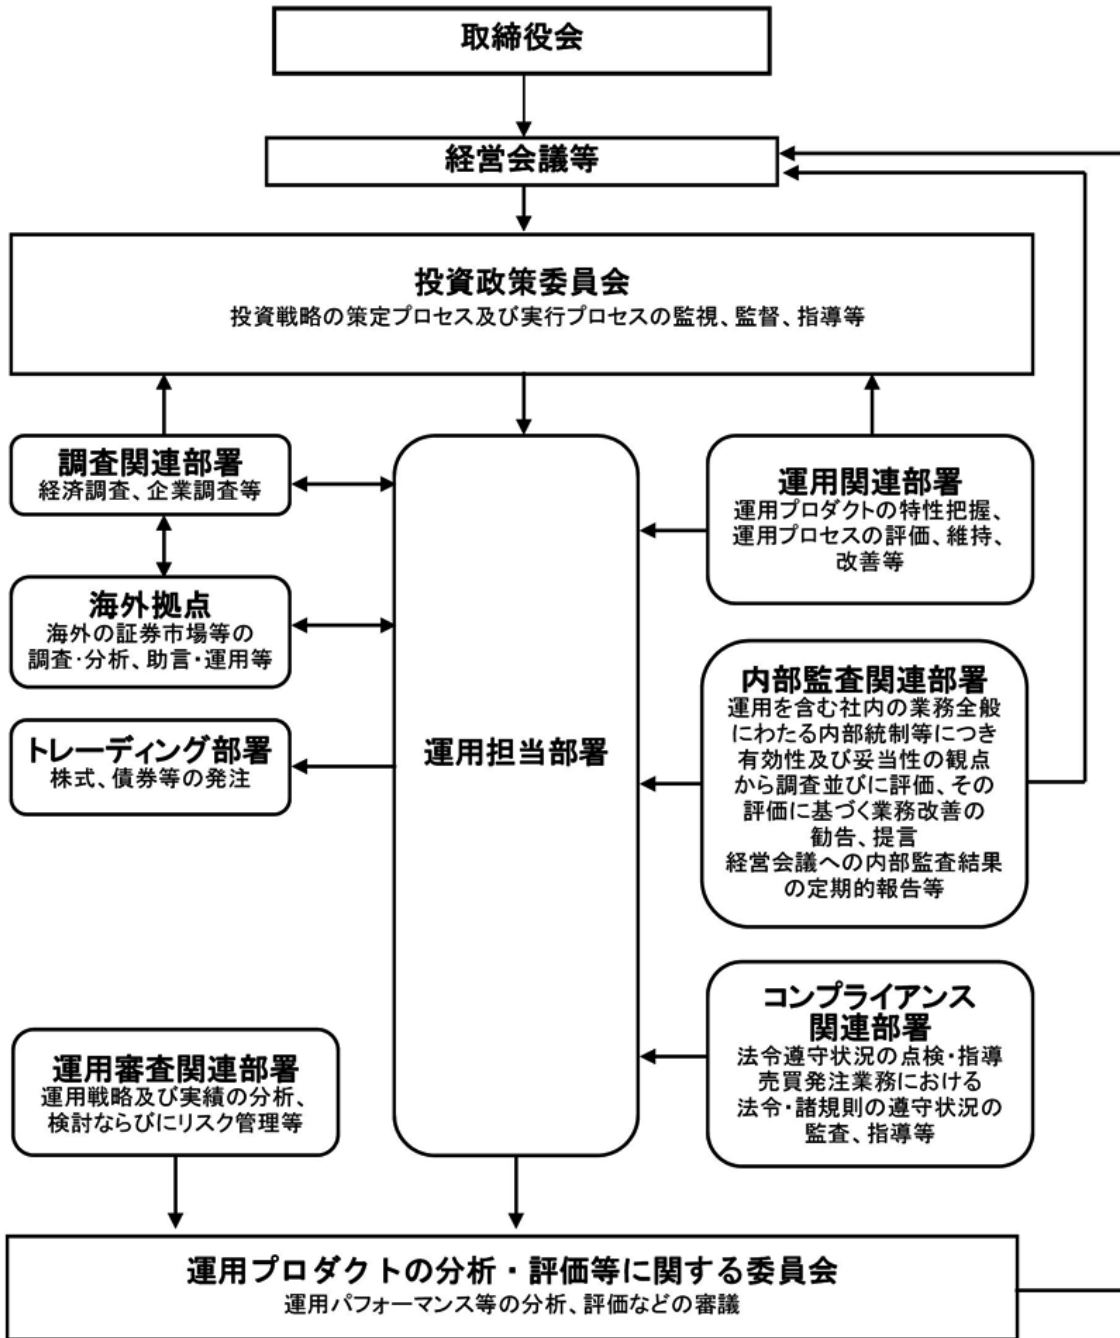 取締役会
経営会議等
投資政策委員会
投資戦略の策定プロセス及び実行プロセスの監視、監督、指導等
調査関連部署
経済調査、企業調査等
海外拠点
海外の証券市場等の
調査・分析、助言・運用等
トレーディング部署
株式、債券等の発注
運用担当部署
運用関連部署
運用プロダクトの特性把握、
運用プロセスの評価、維持、
改善等
内部監査関連部署
運用を含む社内の業務全般
にわたる内部統制等につき
有効性及び妥当性の観点
から調査並びに評価、その
評価に基づく業務改善の
勧告、提言
経営会議への内部監査結果
の定期的報告等
コンプライアンス
関連部署
法令遵守状況の点検・指導
売買発注業務における
法令・諸規則の遵守状況の
監査、指導等
運用審査関連部署
運用戦略及び実績の分析、
検討ならびにリスク管理等
運用プロダクトの分析・評価等に関する委員会
運用パフォーマンス等の分析、評価などの審議